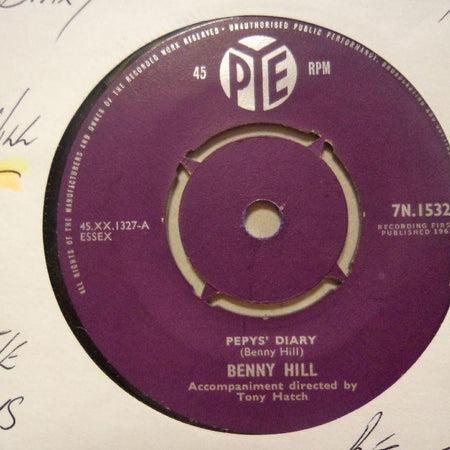 ALL RIGHTS OF THE MANUFACTURERS AND OWNER OF THE RECORDED WORK RESERVED · UNAUTHORISED PUBLIC PERFORMANCE,
PYE
45 RPM
45.XX.1327-A
ESSEX
7N.1532
RECORDING FIRS
PUBLISHED 196
PEPYS' DIARY
(Benny Hill)
BENNY HILL
Accompaniment directed by
Tony Hatch